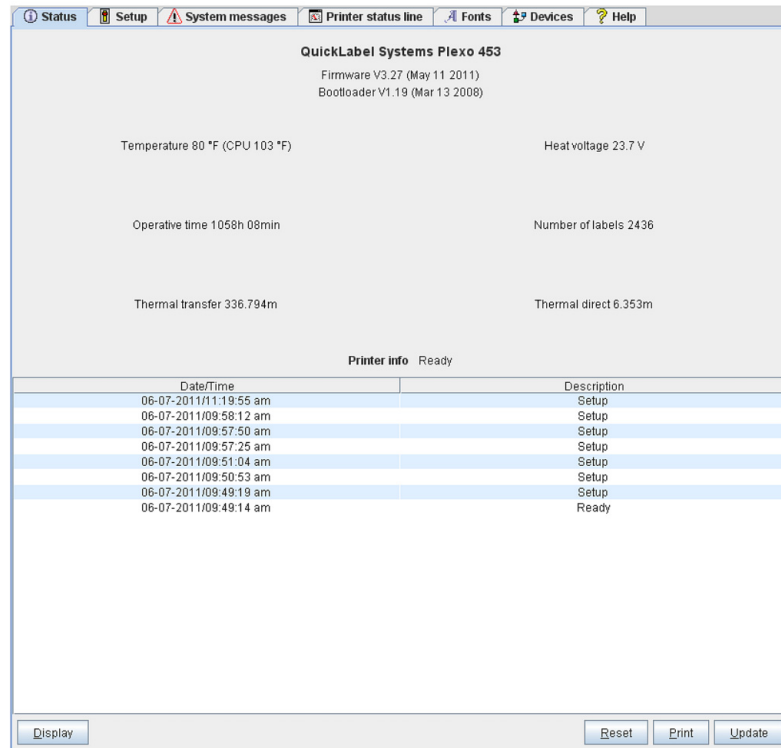 Status Setup System messages Printer status line Fonts Devices Help
QuickLabel Systems Plexo 453
Firmware V3.27 (May 11 2011)
Bootloader V1.19 (Mar 13 2008)
Temperature 80 °F (CPU 103 °F) Heat voltage 23.7 V
Operative time 1058h 08min Number of labels 2436
Thermal transfer 336.794m Thermal direct 6.353m
Printer info Ready
Date/Time Description
06-07-2011/11:19:55 am Setup
06-07-2011/09:58:12 am Setup
06-07-2011/09:57:50 am Setup
06-07-2011/09:57:25 am Setup
06-07-2011/09:51:04 am Setup
06-07-2011/09:50:53 am Setup
06-07-2011/09:49:19 am Setup
06-07-2011/09:49:14 am Ready
Display Reset Print Update